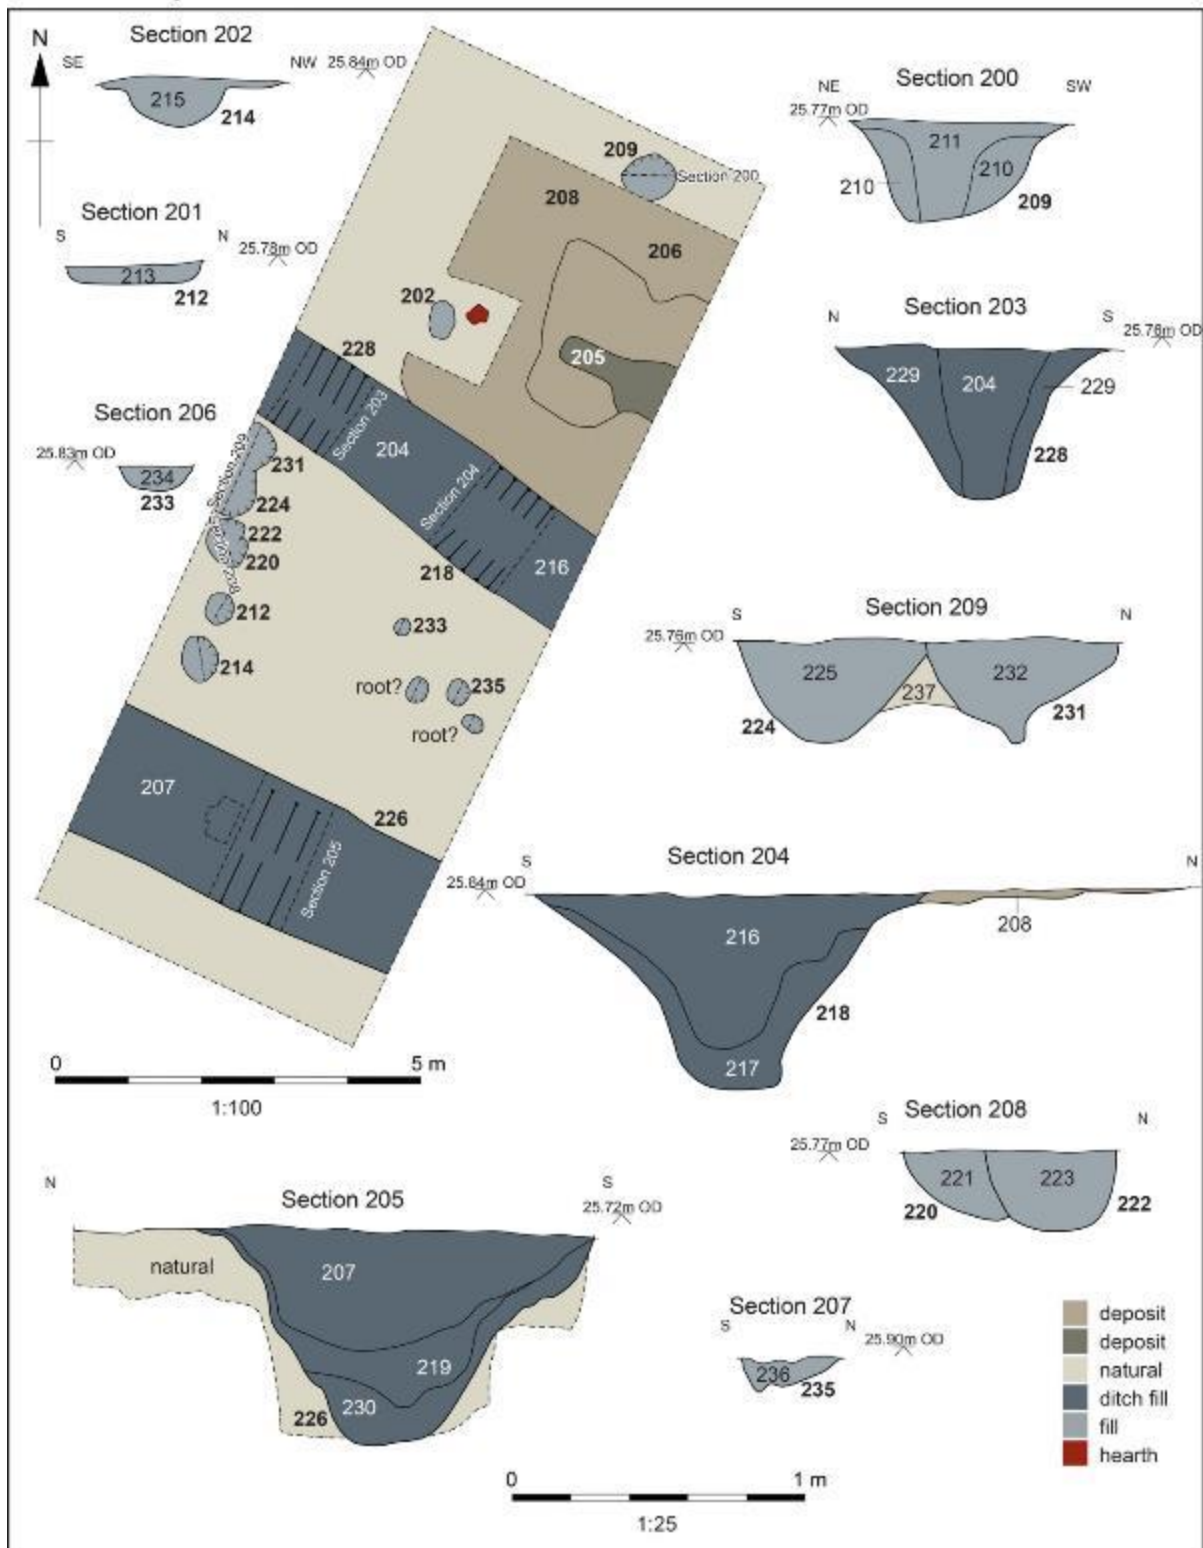 N
Section 202
SE
NW
25.84m OD
215
214
Section 201
S
N
25.78m OD
213
212
Section 206
25.83m OD
234
233
209
Section 200
208
206
202
205
228
Section 203
204
Section 204
216
218
Section 209
231
224
222
220
212
214
233
root?
235
root?
207
226
Section 205
0
5 m
1:100
Section 200
NE
SW
25.77m OD
211
210
210
209
Section 203
N
S
25.76m OD
229
204
229
228
Section 209
S
N
25.76m OD
225
232
237
224
231
Section 204
S
N
25.84m OD
216
208
218
217
Section 208
S
N
25.77m OD
221
223
220
222
Section 205
N
S
25.72m OD
natural
207
219
226
230
Section 207
S
N
25.90m OD
236
235
deposit
deposit
natural
ditch fill
fill
hearth
0
1 m
1:25